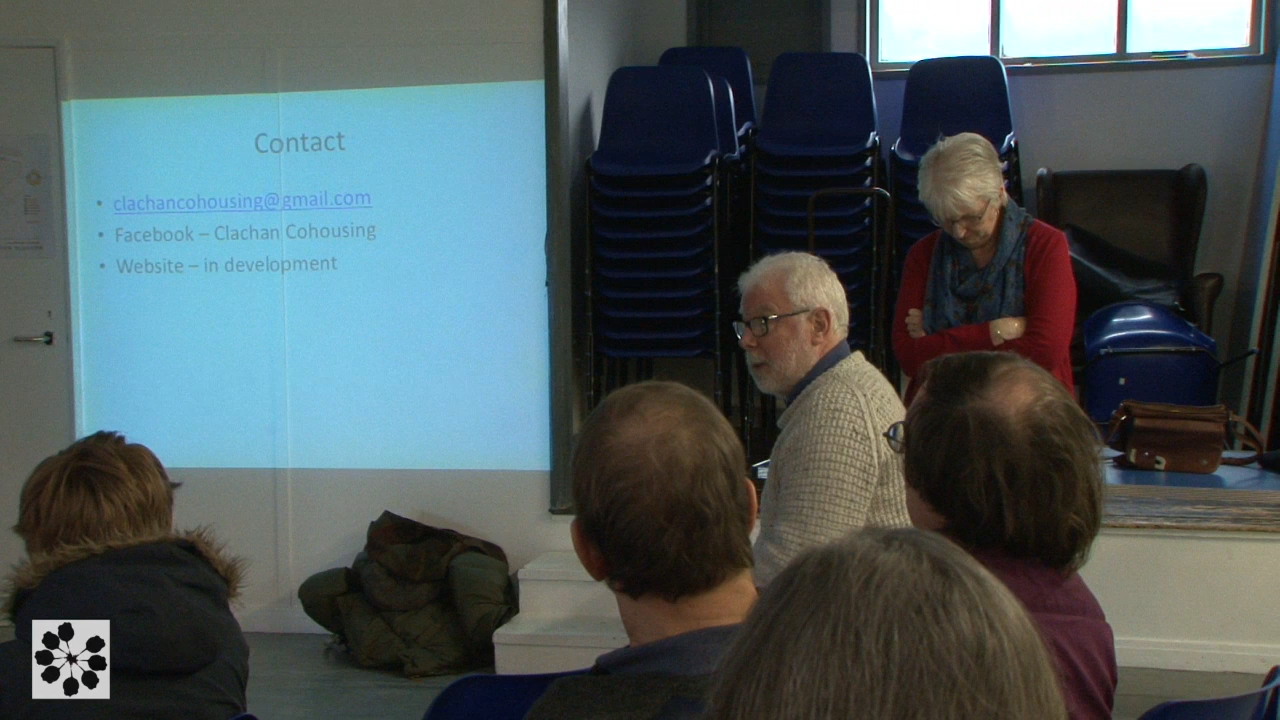 Contact
• clachancohousing@gmail.com
• Facebook – Clachan Cohousing
• Website – in development